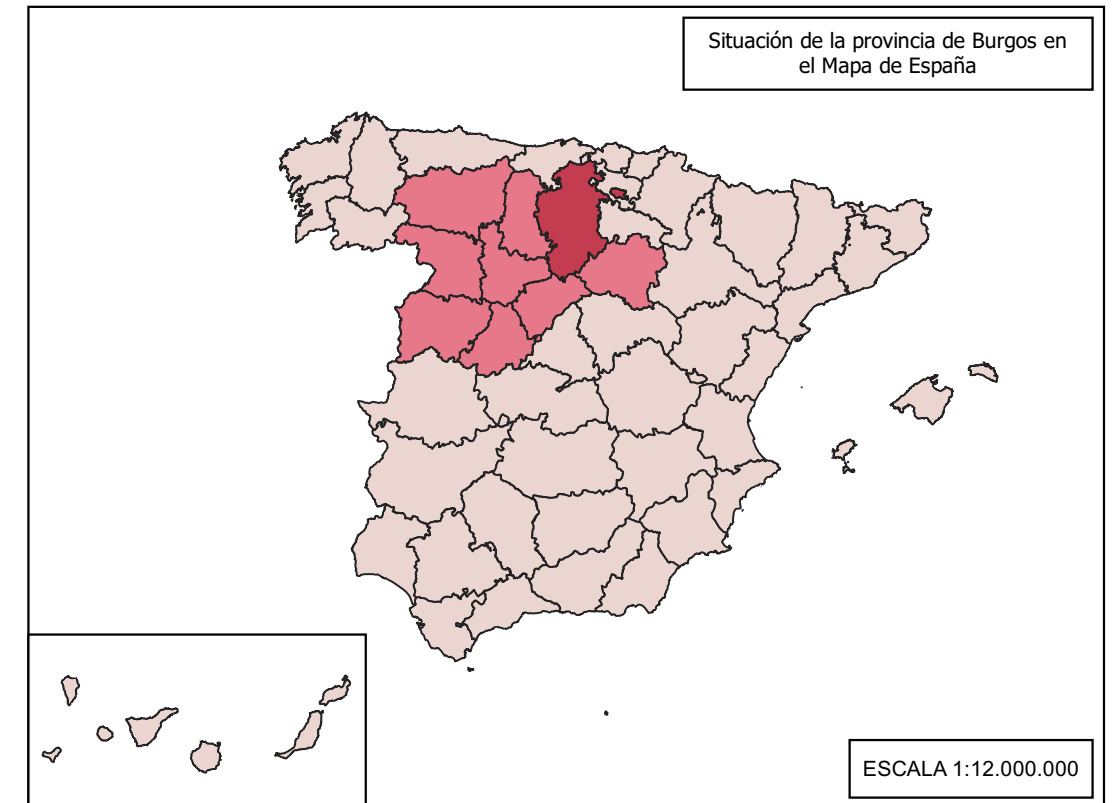 Situación de la provincia de Burgos en
el Mapa de España
ESCALA 1:12.000.000